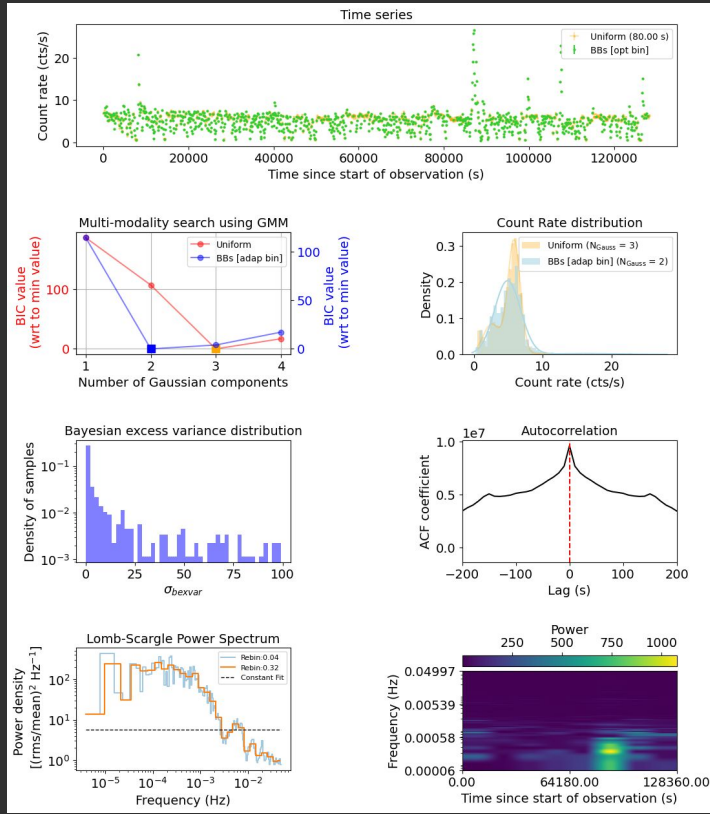 Time series
Count rate (cts/s)
20
10
0
Uniform (80.00 s)
BBs [opt bin]
0 20000 40000 60000 80000 100000 120000
Time since start of observation (s)
Multi-modality search using GMM
BIC value
(wrt to min value)
100
0
Uniform
BBs [adap bin]
100
50
0
BIC value
(wrt to min value)
1 2 3 4
Number of Gaussian components
Count Rate distribution
Density
0.3
0.2
0.1
0.0
Uniform (N_Gauss = 3)
BBs [adap bin] (N_Gauss = 2)
0 10 20
Count rate (cts/s)
Bayesian excess variance distribution
Density of samples
10⁻¹
10⁻²
10⁻³
0 25 50 75 100
σ_bexvar
Autocorrelation
1e7
ACF coefficient
1.0
0.5
0.0
−200 −100 0 100 200
Lag (s)
Lomb-Scargle Power Spectrum
Power density
[(rms/mean)² Hz⁻¹]
10²
10¹
10⁰
Rebin:0.04
Rebin:0.32
Constant Fit
10⁻⁵ 10⁻⁴ 10⁻³ 10⁻²
Frequency (Hz)
Power
250 500 750 1000
Frequency (Hz)
0.04997
0.00539
0.00058
0.00006
0.00 64180.00 128360.00
Time since start of observation (s)